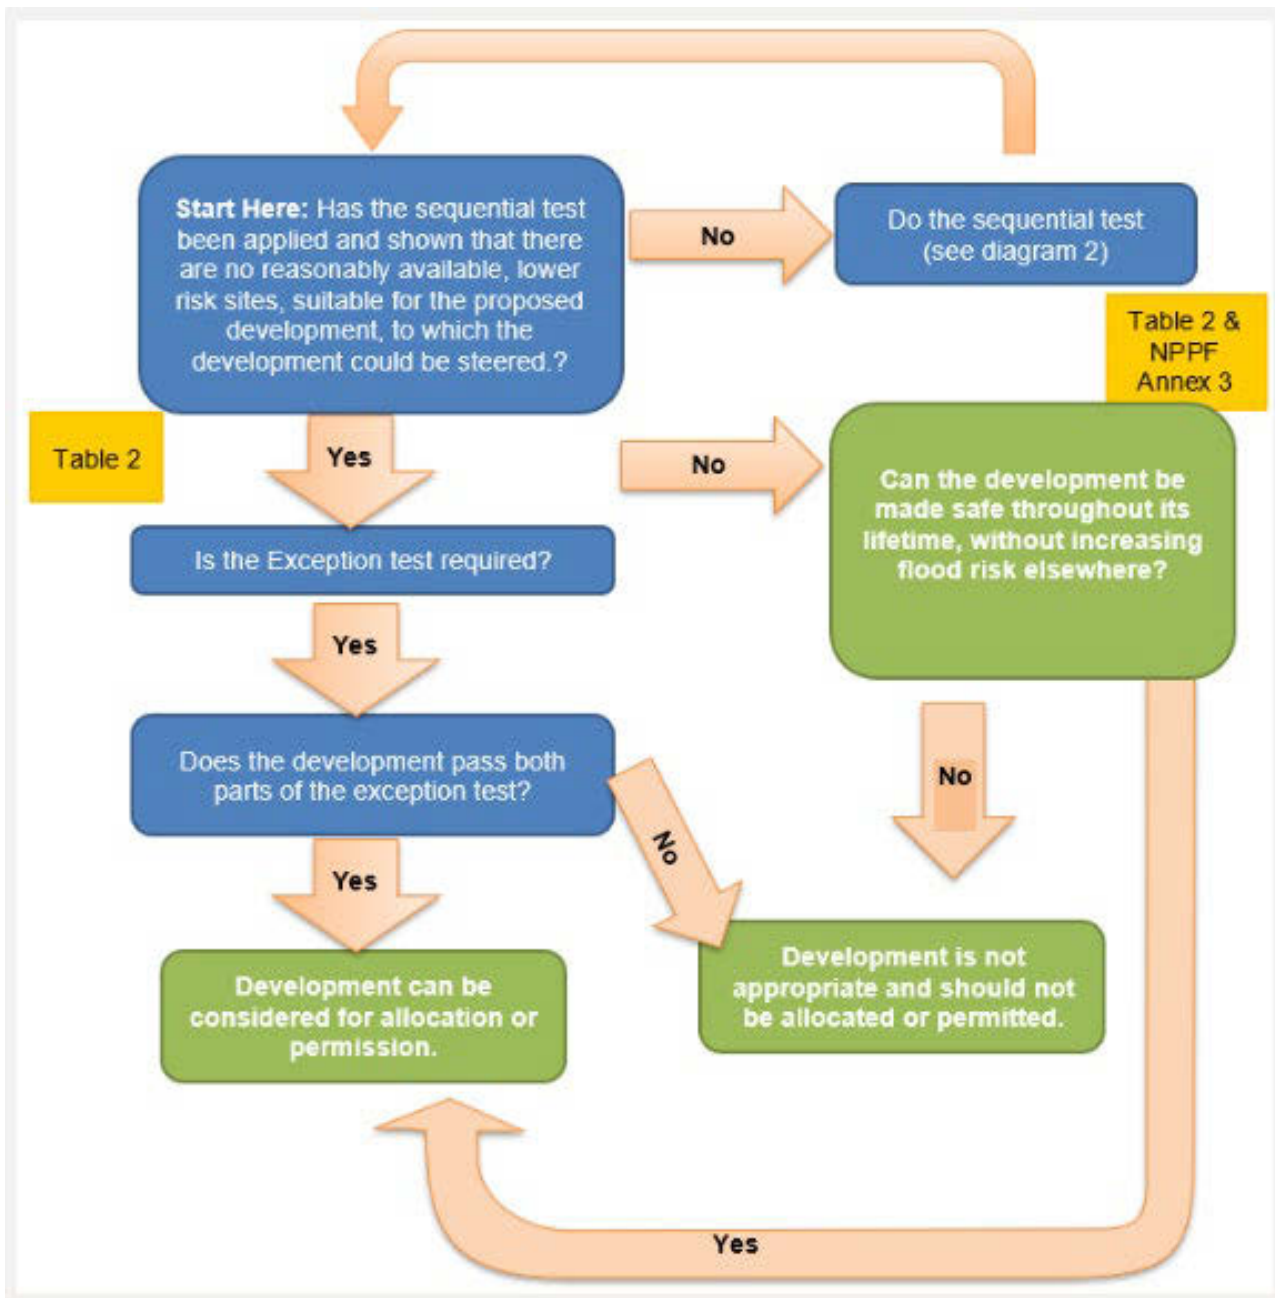 Start Here: Has the sequential test
been applied and shown that there
are no reasonably available, lower
risk sites, suitable for the proposed
development, to which the
development could be steered.?
No
Do the sequential test
(see diagram 2)
Table 2 &
NPPF
Annex 3
Table 2
Yes
No
Can the development be
made safe throughout its
lifetime, without increasing
flood risk elsewhere?
Is the Exception test required?
Yes
Does the development pass both
parts of the exception test?
No
No
Yes
Development can be
considered for allocation or
permission.
Development is not
appropriate and should not
be allocated or permitted.
Yes